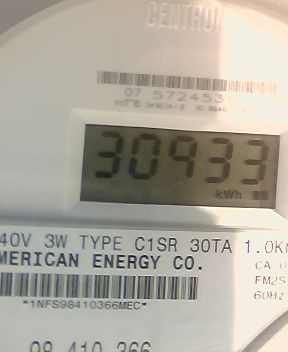 CENTRON
07 572453
30933
kWh
40V 3W TYPE C1SR 30TA 1.0K
MERICAN ENERGY CO.
CA
FM2S
60Hz
*1NFS98410366MEC*
98 410 366